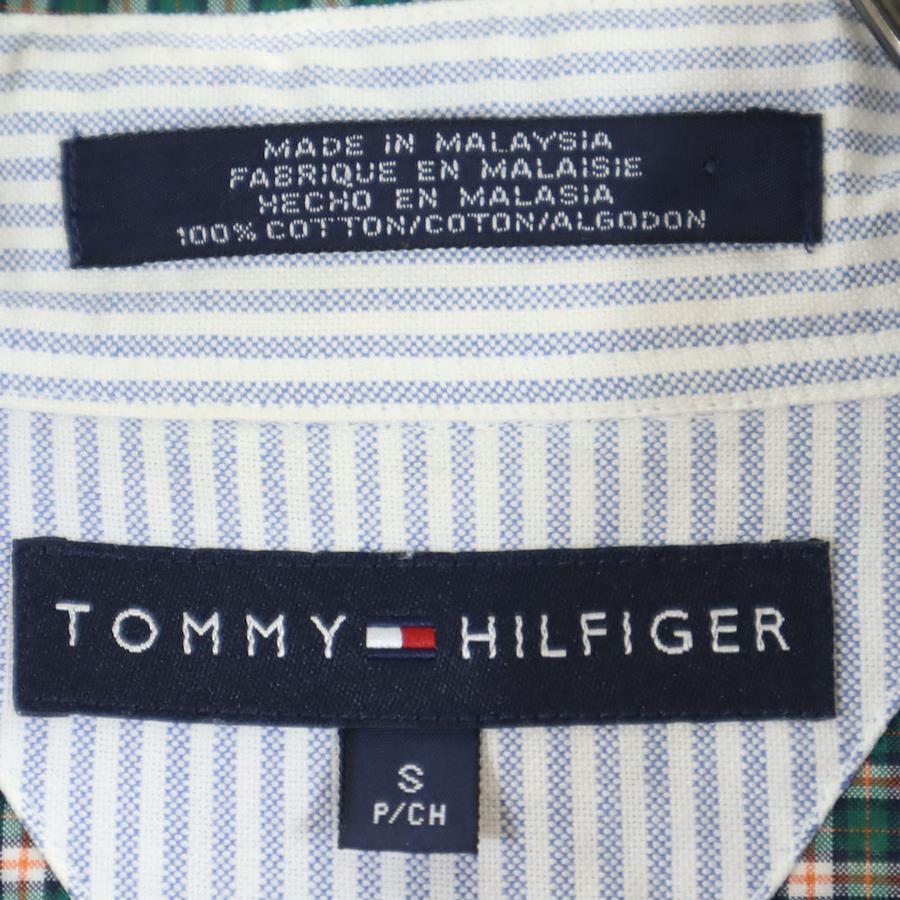 MADE IN MALAYSIA
FABRIQUE EN MALAISIE
HECHO EN MALASIA
100% COTTON/COTON/ALGODON
TOMMY HILFIGER
S
P/CH